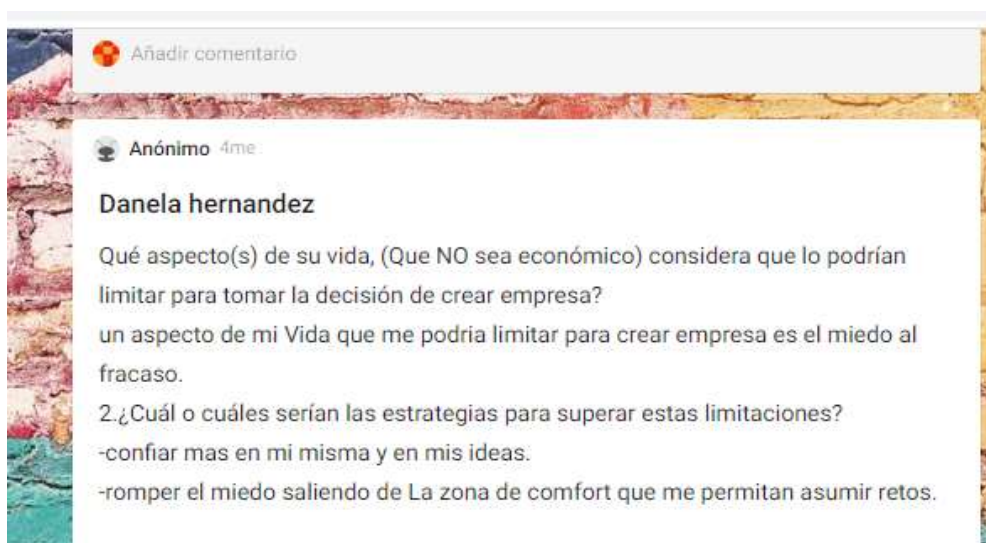 Añadir comentario
Anónimo 4me
Danela hernandez
Qué aspecto(s) de su vida, (Que NO sea económico) considera que lo podrían
limitar para tomar la decisión de crear empresa?
un aspecto de mi Vida que me podria limitar para crear empresa es el miedo al
fracaso.
2.¿Cuál o cuáles serían las estrategias para superar estas limitaciones?
-confiar mas en mi misma y en mis ideas.
-romper el miedo saliendo de La zona de comfort que me permitan asumir retos.